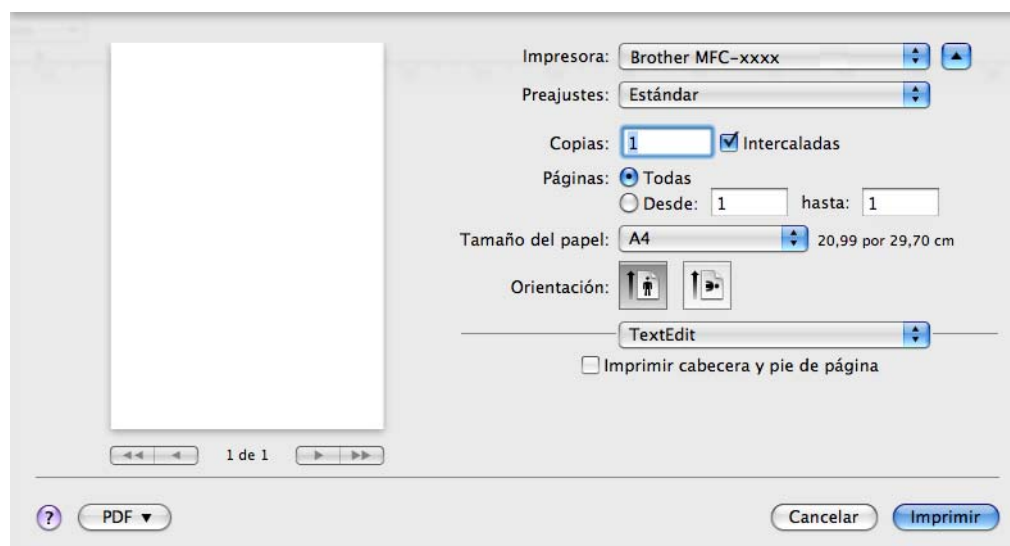 Impresora: Brother MFC-xxxx
Preajustes: Estándar
Copias: 1 Intercaladas
Páginas: Todas
Desde: 1 hasta: 1
Tamaño del papel: A4 20,99 por 29,70 cm
Orientación:
TextEdit
Imprimir cabecera y pie de página
1 de 1
? PDF Cancelar Imprimir